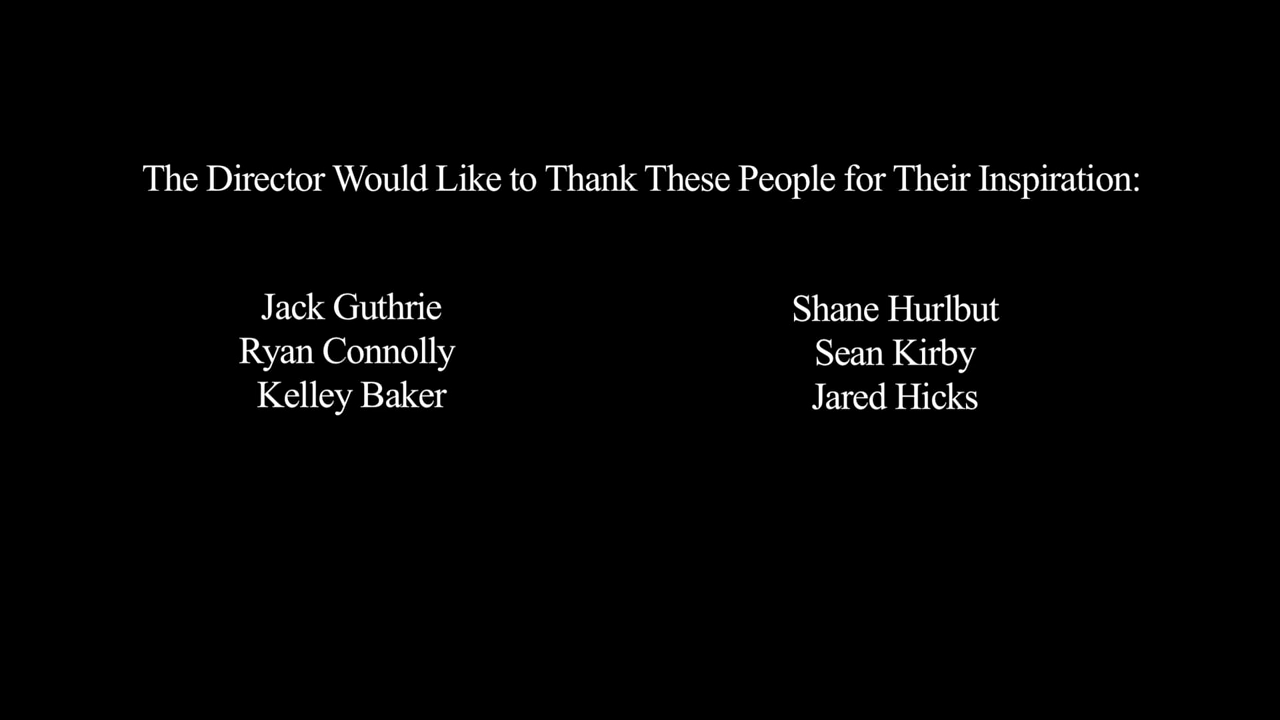 The Director Would Like to Thank These People for Their Inspiration:
Jack Guthrie
Ryan Connolly
Kelley Baker
Shane Hurlbut
Sean Kirby
Jared Hicks